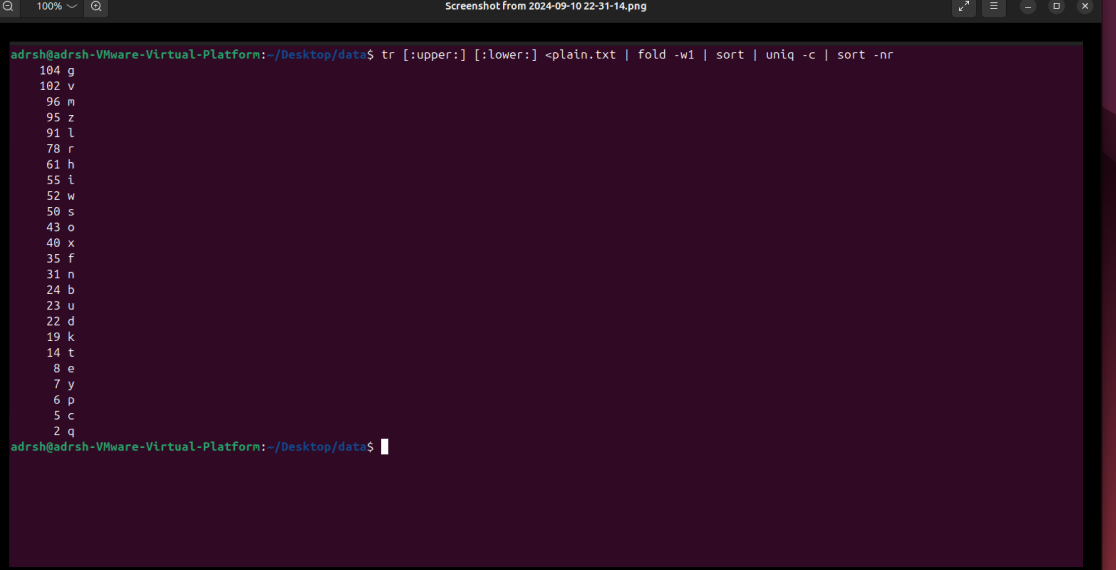 100%
Screenshot from 2024-09-10 22-31-14.png
adrsh@adrsh-VMware-Virtual-Platform:~/Desktop/data$ tr [:upper:] [:lower:] <plain.txt | fold -w1 | sort | uniq -c | sort -nr
104 g
102 v
96 m
95 z
91 l
78 r
61 h
55 i
52 w
50 s
43 o
40 x
35 f
31 n
24 b
23 u
22 d
19 k
14 t
8 e
7 y
6 p
5 c
2 q
adrsh@adrsh-VMware-Virtual-Platform:~/Desktop/data$